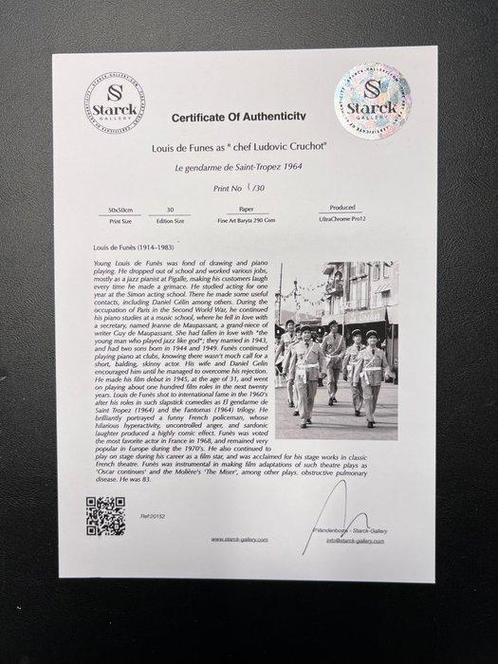 STARCK-GALLERY.COM
S
Starck
GALLERY
CERTIFICATE OF AUTHENTICITY
S
Starck
GALLERY
Certificate Of Authenticity
Louis de Funes as " chef Ludovic Cruchot"
Le gendarme de Saint-Tropez 1964
Print No 1/30
50x50cm 30 Paper Produced
Print Size Edition Size Fine Art Baryta 290 Gsm UltraChrome Pro12
Louis de Funès (1914–1983)
Young Louis de Funès was fond of drawing and piano
playing. He dropped out of school and worked various jobs,
mostly as a jazz pianist at Pigalle, making his customers laugh
every time he made a grimace. He studied acting for one
year at the Simon acting school. There he made some useful
contacts, including Daniel Gélin among others. During the
occupation of Paris in the Second World War, he continued
his piano studies at a music school, where he fell in love with
a secretary, named Jeanne de Maupassant, a grand-niece of
writer Guy de Maupassant. She had fallen in love with "the
young man who played jazz like god"; they married in 1943,
and had two sons born in 1944 and 1949. Funès continued
playing piano at clubs, knowing there wasn't much call for a
short, balding, skinny actor. His wife and Daniel Gelin
encouraged him until he managed to overcome his rejection.
He made his film debut in 1945, at the age of 31, and went
on playing about one hundred film roles in the next twenty
years. Louis de Funès shot to international fame in the 1960's
after his roles in such slapstick comedies as El gendarme de
Saint Tropez (1964) and the Fantomas (1964) trilogy. He
brilliantly portrayed a funny French policeman, whose
hilarious hyperactivity, uncontrolled anger, and sardonic
laughter produced a highly comic effect. Funès was voted
the most favorite actor in France in 1968, and remained very
popular in Europe during the 1970's. He also continued to
play on stage during his career as a film star, and was acclaimed for his stage works in classic
French theatre. Funès was instrumental in making film adaptations of such theatre plays as
'Oscar continues' and the Molière's 'The Miser', among other plays. obstructive pulmonary
disease. He was 83.
Ref:20152
www.starck-gallery.com
info@starck-gallery.com